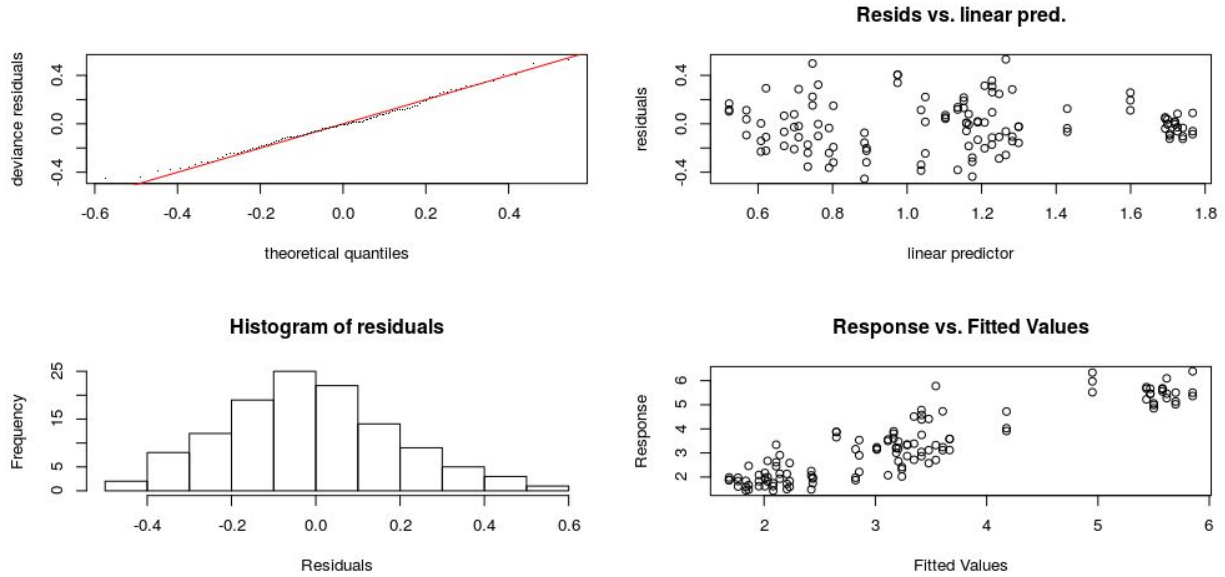 deviance residuals
0.4
0.0
-0.4
-0.6 -0.4 -0.2 0.0 0.2 0.4
theoretical quantiles
Resids vs. linear pred.
residuals
0.4
0.0
-0.4
0.6 0.8 1.0 1.2 1.4 1.6 1.8
linear predictor
Histogram of residuals
Frequency
25
15
5
0
-0.4 -0.2 0.0 0.2 0.4 0.6
Residuals
Response vs. Fitted Values
Response
6
5
4
3
2
2 3 4 5 6
Fitted Values